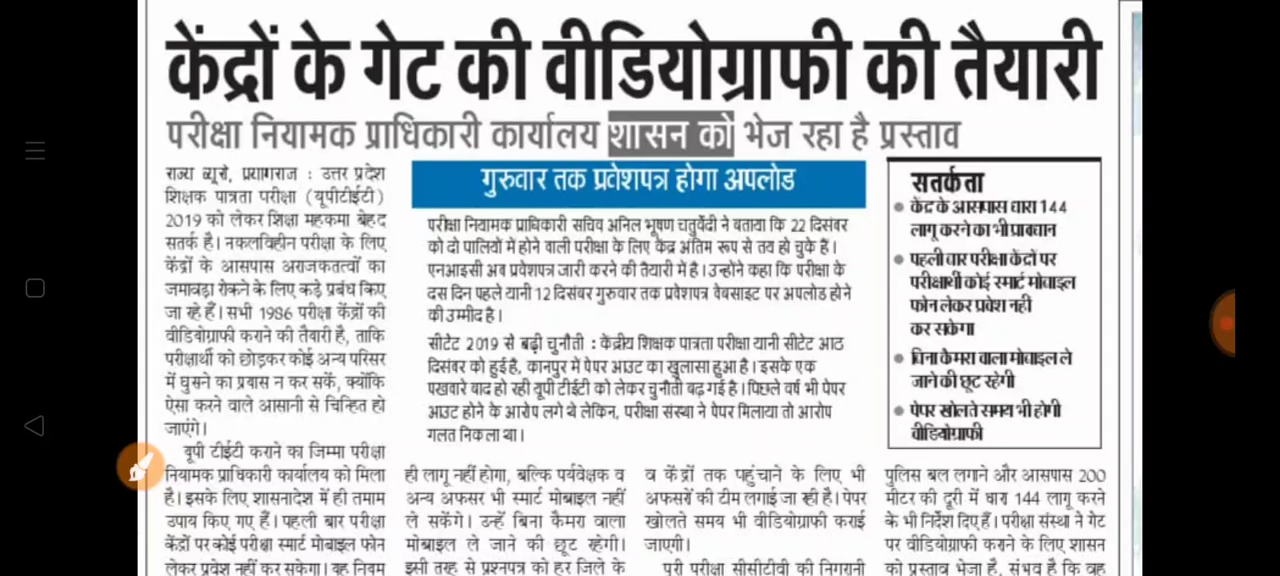 केंद्रों के गेट की वीडियोग्राफी की तैयारी
परीक्षा नियामक प्राधिकारी कार्यालय शासन को भेज रहा है प्रस्ताव
राज्य ब्यूरो, प्रयागराज : उत्तर प्रदेश
शिक्षक पात्रता परीक्षा (यूपीटीईटी)
2019 को लेकर शिक्षा महकमा बेहद
सतर्क है। नकलविहीन परीक्षा के लिए
केंद्रों के आसपास अराजकतत्वों का
जमावड़ा रोकने के लिए कड़े प्रबंध किए
जा रहे हैं। सभी 1986 परीक्षा केंद्रों की
वीडियोग्राफी कराने की तैयारी है, ताकि
परीक्षार्थी को छोड़कर कोई अन्य परिसर
में घुसने का प्रयास न कर सकें, क्योंकि
ऐसा करने वाले आसानी से चिन्हित हो
जाएंगे।
यूपी टीईटी कराने का जिम्मा परीक्षा
नियामक प्राधिकारी कार्यालय को मिला
है। इसके लिए शासनादेश में ही तमाम
उपाय किए गए हैं। पहली बार परीक्षा
केंद्रों पर कोई परीक्षा स्मार्ट मोबाइल फोन
लेकर प्रवेश नहीं कर सकेगा। यह नियम
गुरुवार तक प्रवेशपत्र होगा अपलोड
परीक्षा नियामक प्राधिकारी सचिव अनिल भूषण चतुर्वेदी ने बताया कि 22 दिसंबर
को दो पालियों में होने वाली परीक्षा के लिए केंद्र अंतिम रूप से तय हो चुके हैं।
एनआइसी अब प्रवेशपत्र जारी करने की तैयारी में है। उन्होंने कहा कि परीक्षा के
दस दिन पहले यानी 12 दिसंबर गुरुवार तक प्रवेशपत्र वेबसाइट पर अपलोड होने
की उम्मीद है।
सीटेट 2019 से बढ़ी चुनौती : केंद्रीय शिक्षक पात्रता परीक्षा यानी सीटेट आठ
दिसंबर को हुई है, कानपुर में पेपर आउट का खुलासा हुआ है। इसके एक
पखवारे बाद हो रही यूपी टीईटी को लेकर चुनौती बढ़ गई है। पिछले वर्ष भी पेपर
आउट होने के आरोप लगे थे लेकिन, परीक्षा संस्था ने पेपर मिलाया तो आरोप
गलत निकला था।
सतर्कता
केंद्र के आसपास धारा 144
लागू करने का भी प्रावधान
पहली बार परीक्षा केंद्रों पर
परीक्षार्थी कोई स्मार्ट मोबाइल
फोन लेकर प्रवेश नहीं
कर सकेगा
बिना कैमरा वाला मोबाइल ले
जाने की छूट रहेगी
पेपर खोलते समय भी होगी
वीडियोग्राफी
ही लागू नहीं होगा, बल्कि पर्यवेक्षक व
अन्य अफसर भी स्मार्ट मोबाइल नहीं
ले सकेंगे। उन्हें बिना कैमरा वाला
मोबाइल ले जाने की छूट रहेगी।
इसी तरह से प्रश्नपत्र को हर जिले के
व केंद्रों तक पहुंचाने के लिए भी
अफसरों की टीम लगाई जा रही है। पेपर
खोलते समय भी वीडियोग्राफी कराई
जाएगी।
पूरी परीक्षा सीसीटीवी की निगरानी
पुलिस बल लगाने और आसपास 200
मीटर की दूरी में धारा 144 लागू करने
के भी निर्देश दिए हैं। परीक्षा संस्था ने गेट
पर वीडियोग्राफी कराने के लिए शासन
को प्रस्ताव भेजा है, संभव है कि वह